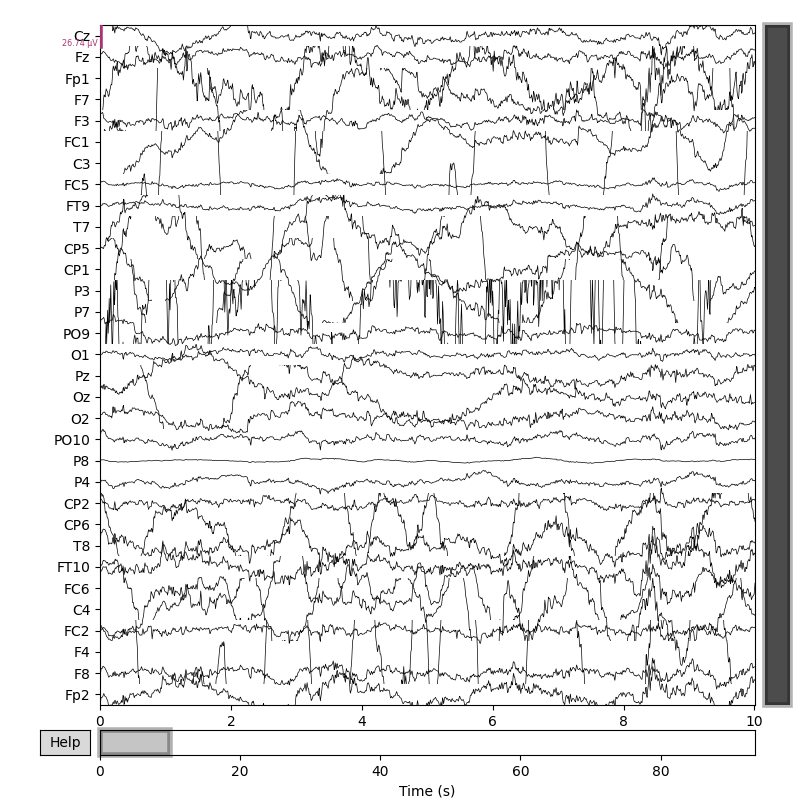 Cz
26.74 µV
Fz
Fp1
F7
F3
FC1
C3
FC5
FT9
T7
CP5
CP1
P3
P7
PO9
O1
Pz
Oz
O2
PO10
P8
P4
CP2
CP6
T8
FT10
FC6
C4
FC2
F4
F8
Fp2
0 2 4 6 8 10
Help
0 20 40 60 80
Time (s)